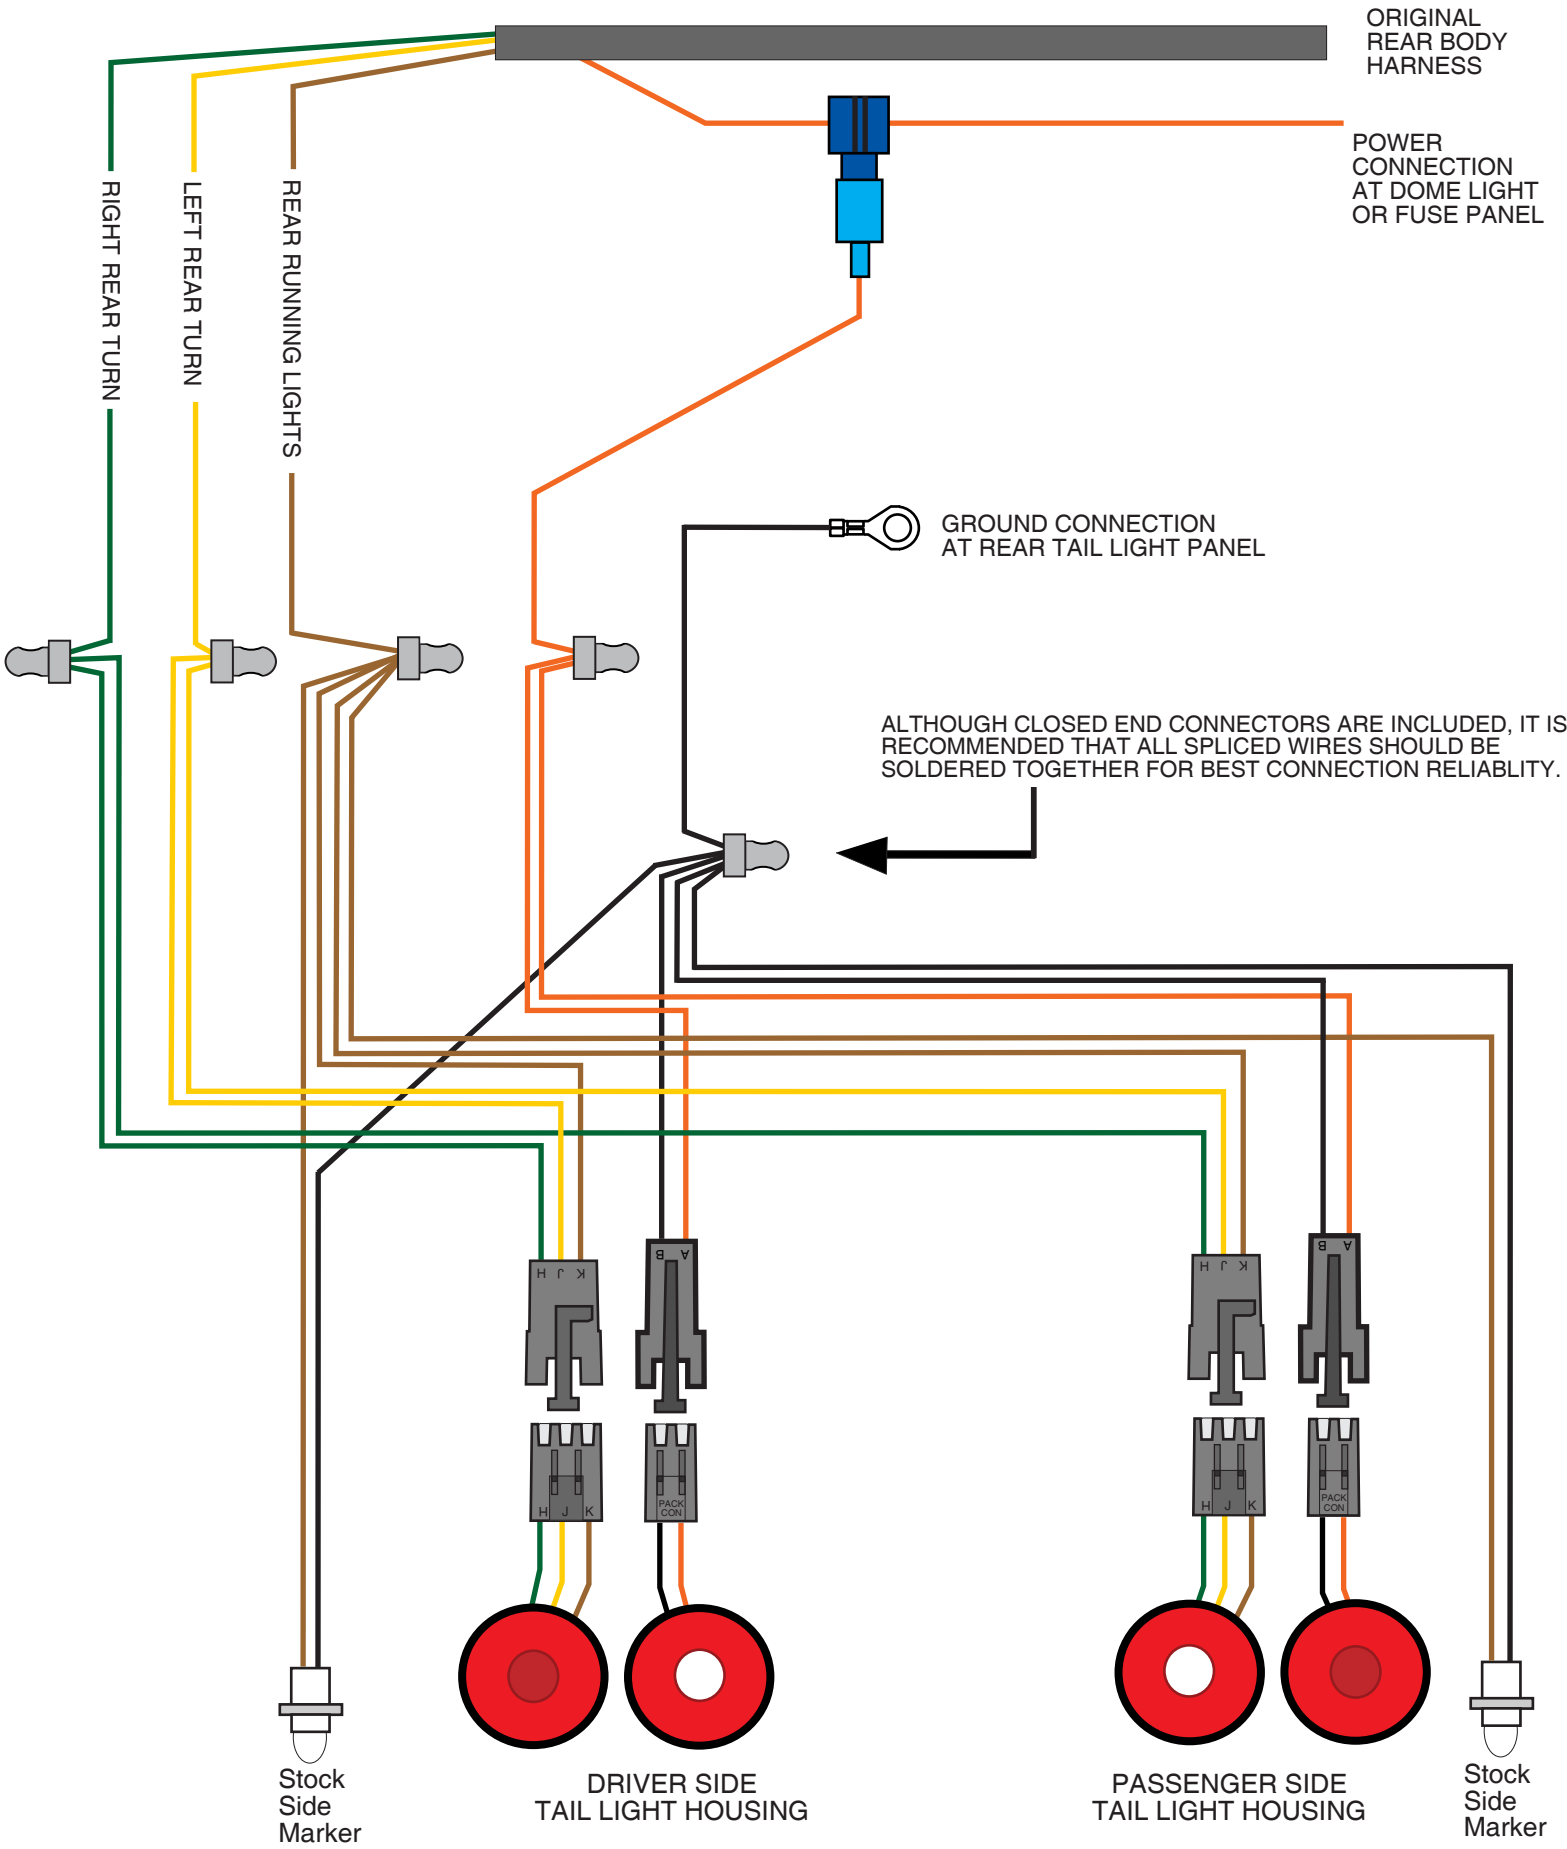 ORIGINAL
REAR BODY
HARNESS
POWER
CONNECTION
AT DOME LIGHT
OR FUSE PANEL
RIGHT REAR TURN
LEFT REAR TURN
REAR RUNNING LIGHTS
GROUND CONNECTION
AT REAR TAIL LIGHT PANEL
ALTHOUGH CLOSED END CONNECTORS ARE INCLUDED, IT IS
RECOMMENDED THAT ALL SPLICED WIRES SHOULD BE
SOLDERED TOGETHER FOR BEST CONNECTION RELIABLITY.
H J K
B A
H J K
B A
H J K
PACK
CON
H J K
PACK
CON
Stock
Side
Marker
DRIVER SIDE
TAIL LIGHT HOUSING
PASSENGER SIDE
TAIL LIGHT HOUSING
Stock
Side
Marker